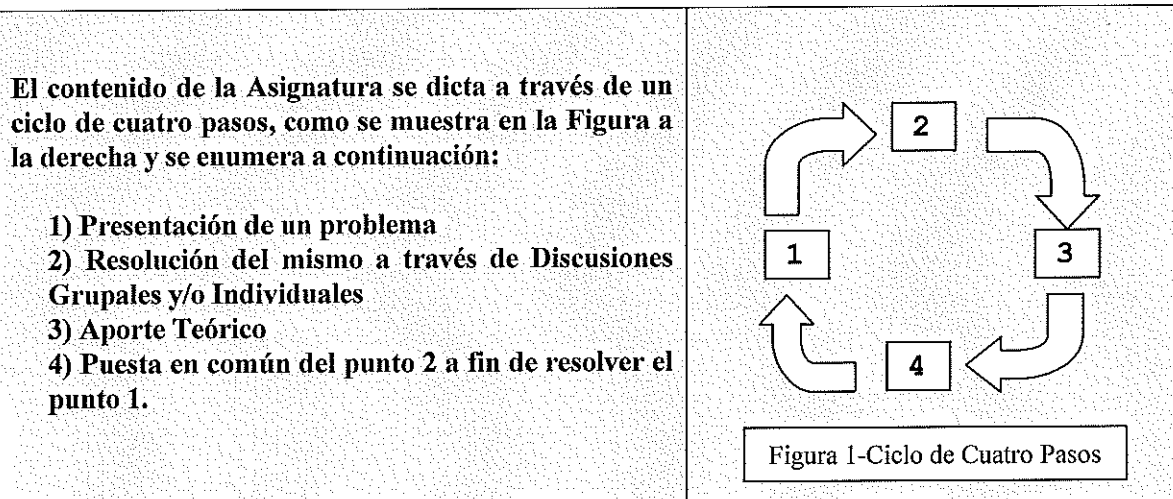 El contenido de la Asignatura se dicta a través de un
ciclo de cuatro pasos, como se muestra en la Figura a
la derecha y se enumera a continuación:
1) Presentación de un problema
2) Resolución del mismo a través de Discusiones
Grupales y/o Individuales
3) Aporte Teórico
4) Puesta en común del punto 2 a fin de resolver el
punto 1.
2
1
3
4
Figura 1-Ciclo de Cuatro Pasos